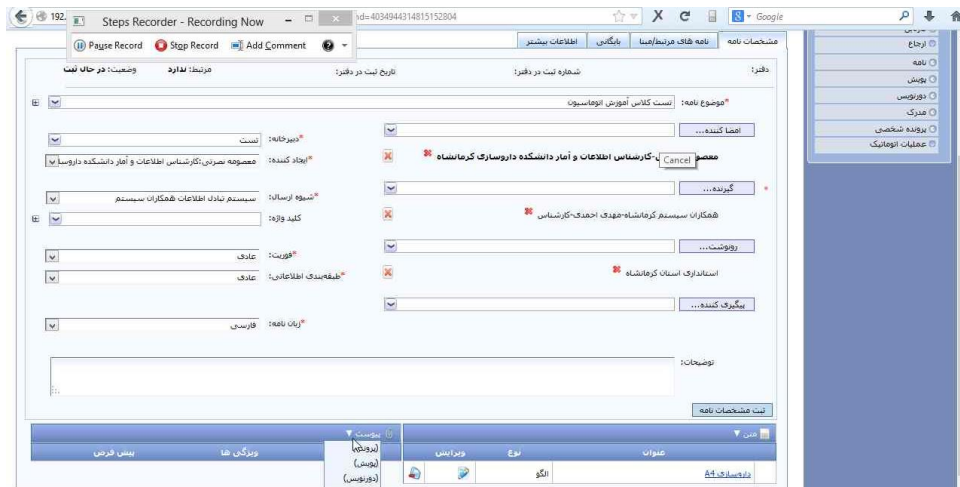 192.
Steps Recorder - Recording Now
nd=4034944314815152804
Google
Pause Record
Stop Record
Add Comment
مشخصات نامه
نامه های مرتبط/مبنا
بایگانی
اطلاعات بیشتر
ارجاع
نامه
پویش
دورنویس
مدرک
پرونده شخصی
عملیات اتوماتیک
دفتر:
شماره ثبت در دفتر:
تاریخ ثبت در دفتر:
مرتبط: ندارد
وضعیت: در حال ثبت
*موضوع نامه: تست کلاس آموزش اتوماسیون
امضا کننده...
*دبیرخانه: تست
-کارشناس اطلاعات و آمار دانشکده داروسازی کرمانشاه
Cancel
*ایجاد کننده: معصومه نصرتی:کارشناس اطلاعات و آمار دانشکده داروسا
* گیرنده...
*شیوه ارسال: سیستم تبادل اطلاعات همکاران سیستم
همکاران سیستم کرمانشاه-مهدی احمدی-کارشناس
کلید واژه:
رونوشت...
*فوریت: عادی
استانداری استان کرمانشاه
*طبقه‌بندی اطلاعاتی: عادی
پیگیری کننده...
*زبان نامه: فارسی
توضیحات:
ثبت مشخصات نامه
متن
پیوست
عنوان
نوع
ویرایش
ویژگی ها
پیش فرض
(پرونده)
(پویش)
(دورنویس)
داروسازی A4
الگو